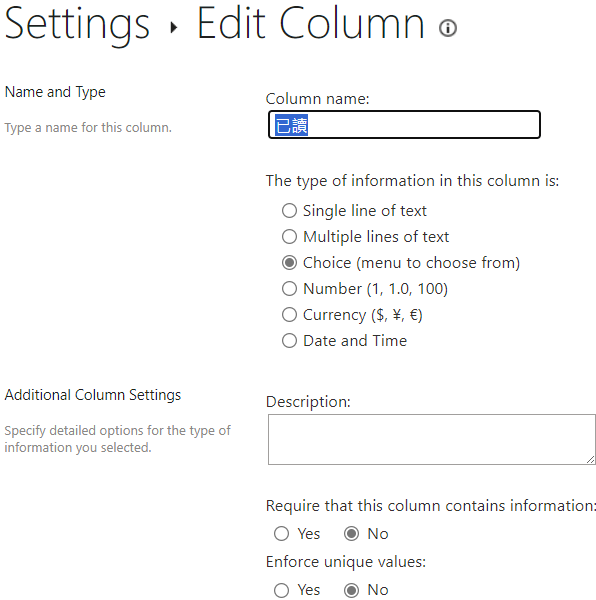 Settings ▸ Edit Column
Name and Type
Type a name for this column.
Column name:
已讀
The type of information in this column is:
Single line of text
Multiple lines of text
Choice (menu to choose from)
Number (1, 1.0, 100)
Currency ($, ¥, €)
Date and Time
Additional Column Settings
Specify detailed options for the type of
information you selected.
Description:
Require that this column contains information:
Yes No
Enforce unique values:
Yes No